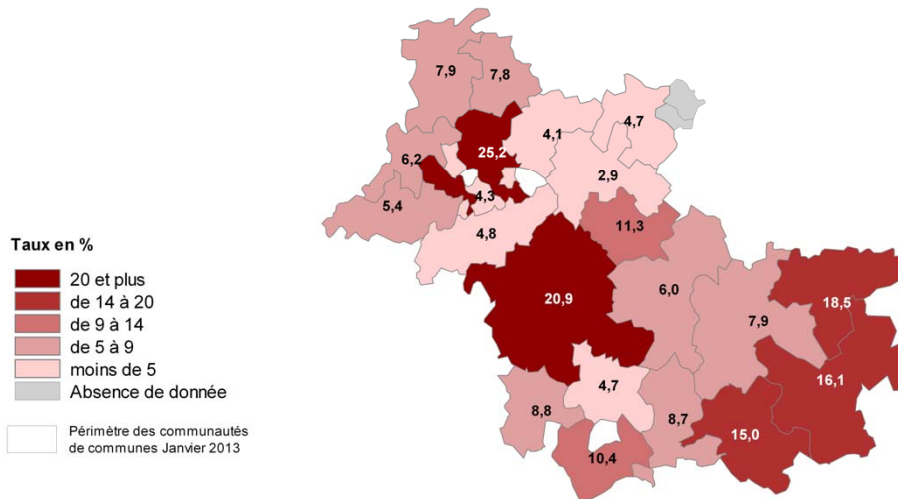 7,9
7,8
4,7
4,1
25,2
6,2
2,9
4,3
5,4
11,3
4,8
6,0
20,9
18,5
7,9
16,1
4,7
8,8
8,7
15,0
10,4
Taux en %
20 et plus
de 14 à 20
de 9 à 14
de 5 à 9
moins de 5
Absence de donnée
Périmètre des communautés
de communes Janvier 2013